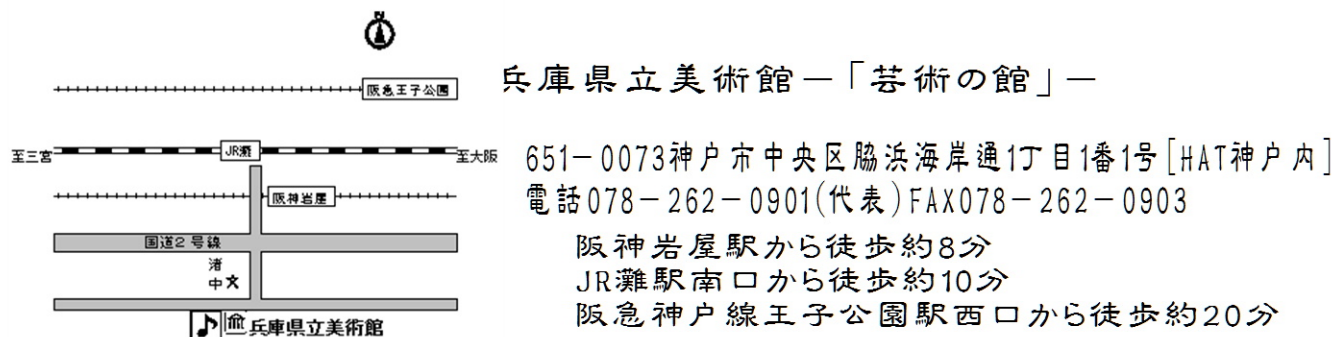 阪急王子公園
至三宮
JR灘
至大阪
阪神岩屋
国道2号線
渚
中文
兵庫県立美術館
兵庫県立美術館－「芸術の館」－
651－0073神戸市中央区脇浜海岸通1丁目1番1号[HAT神戸内]
電話078－262－0901(代表)FAX078－262－0903
阪神岩屋駅から徒歩約8分
JR灘駅南口から徒歩約10分
阪急神戸線王子公園駅西口から徒歩約20分